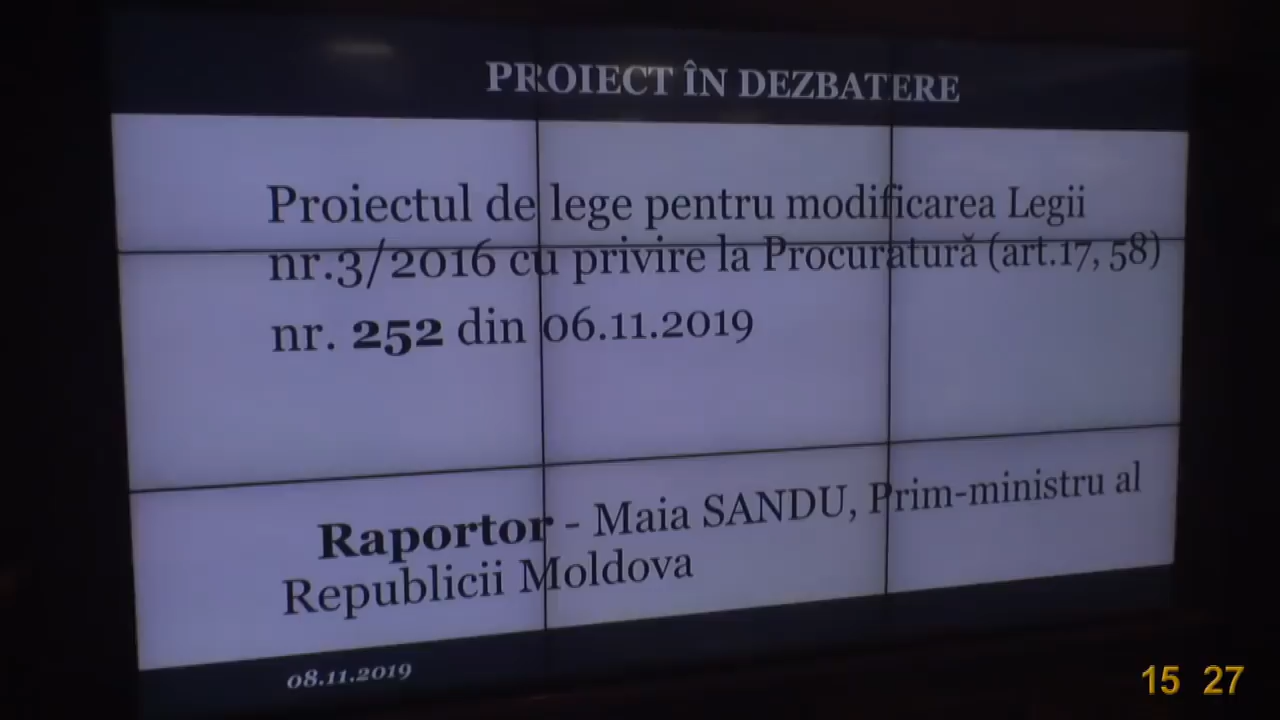 PROIECT ÎN DEZBATERE
Proiectul de lege pentru modificarea Legii
nr.3/2016 cu privire la Procuratură (art.17, 58)
nr. 252 din 06.11.2019
Raportor - Maia SANDU, Prim-ministru al
Republicii Moldova
08.11.2019
15 27